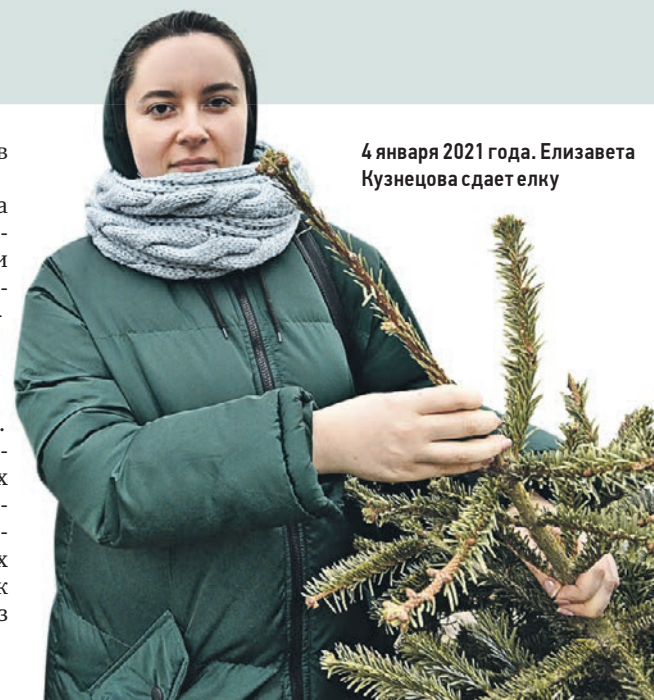 в
а
-
и
-
-
.
-
х
-
-
х
к
з
4 января 2021 года. Елизавета
Кузнецова сдает елку